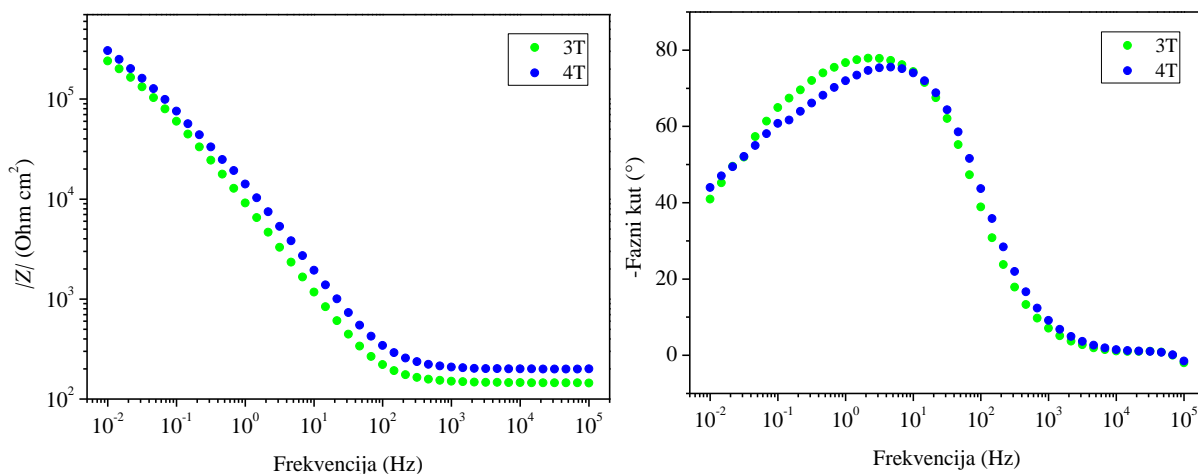 |Z| (Ohm cm²)
10⁵
10⁴
10³
10²
3T
4T
10⁻² 10⁻¹ 10⁰ 10¹ 10² 10³ 10⁴ 10⁵
Frekvencija (Hz)
-Fazni kut (°)
80
60
40
20
0
3T
4T
10⁻² 10⁻¹ 10⁰ 10¹ 10² 10³ 10⁴ 10⁵
Frekvencija (Hz)